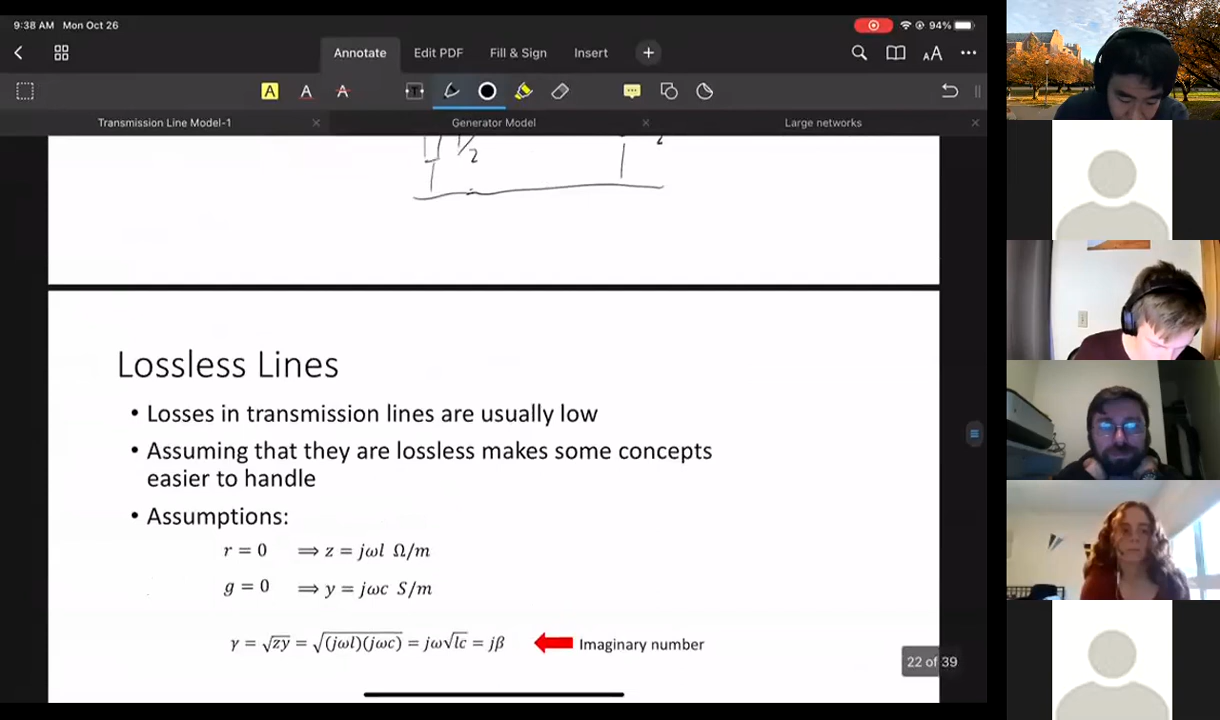 9:38 AM Mon Oct 26
94%
Annotate
Edit PDF
Fill & Sign
Insert
A
A
A
T
AA
Transmission Line Model-1
Generator Model
Large networks
Y/2
2
Lossless Lines
• Losses in transmission lines are usually low
• Assuming that they are lossless makes some concepts
easier to handle
• Assumptions:
r = 0 ⟹ z = jωl Ω/m
g = 0 ⟹ y = jωc S/m
γ = √zy = √(jωl)(jωc) = jω√lc = jβ
Imaginary number
22 of 39